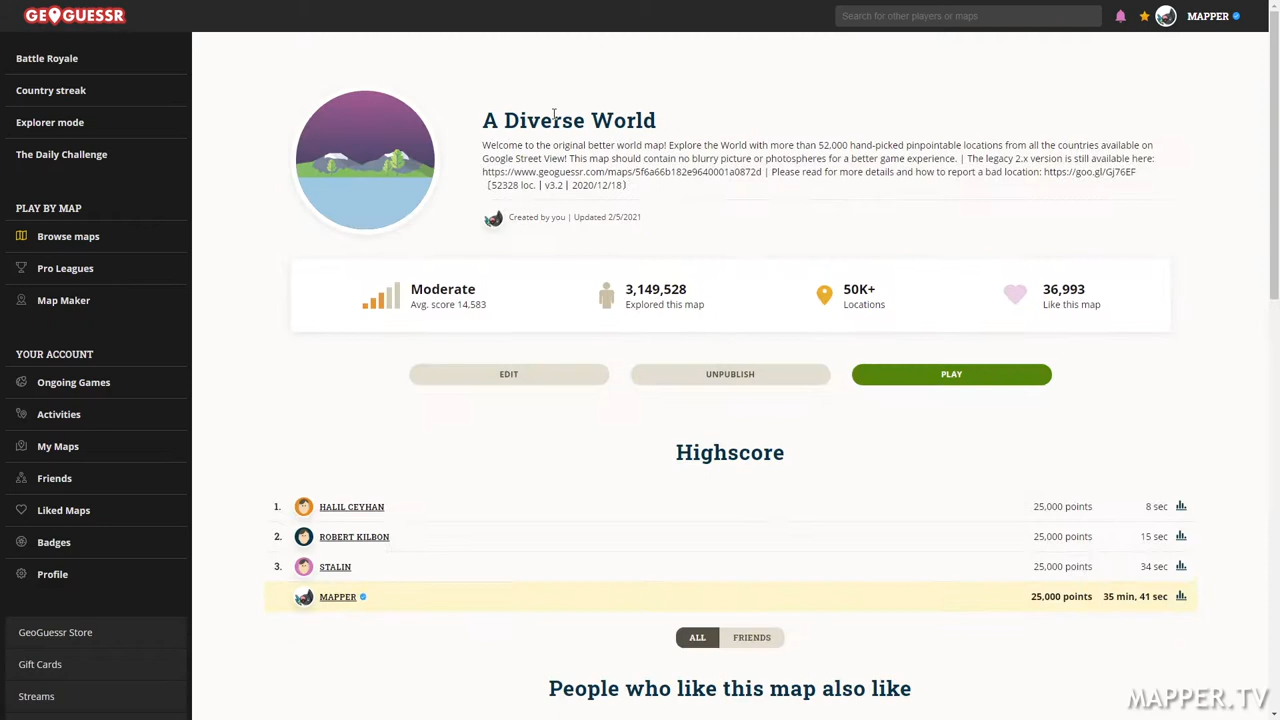 GEOGUESSR
Search for other players or maps
MAPPER
Battle Royale
Country streak
Explorer mode
The Daily Challenge
PLAY BY MAP
Browse maps
Pro Leagues
Map Maker
YOUR ACCOUNT
Ongoing Games
Activities
My Maps
Friends
Liked Maps
Badges
Profile
GeoGuessr Store
Gift Cards
Streams
A Diverse World
Welcome to the original better world map! Explore the World with more than 52.000 hand-picked pinpointable locations from all the countries available on
Google Street View! This map should contain no blurry picture or photospheres for a better game experience. | The legacy 2.x version is still available here:
https://www.geoguessr.com/maps/5f6a66b182e9640001a0872d | Please read for more details and how to report a bad location: https://goo.gl/Gj76EF
[52328 loc. | v3.2 | 2020/12/18]
Created by you | Updated 2/5/2021
Moderate
Avg. score 14,583
3,149,528
Explored this map
50K+
Locations
36,993
Like this map
EDIT
UNPUBLISH
PLAY
Highscore
1. HALIL CEYHAN 25,000 points 8 sec
2. ROBERT KILBON 25,000 points 15 sec
3. STALIN 25,000 points 34 sec
MAPPER 25,000 points 35 min, 41 sec
ALL FRIENDS
People who like this map also like
MAPPER.TV